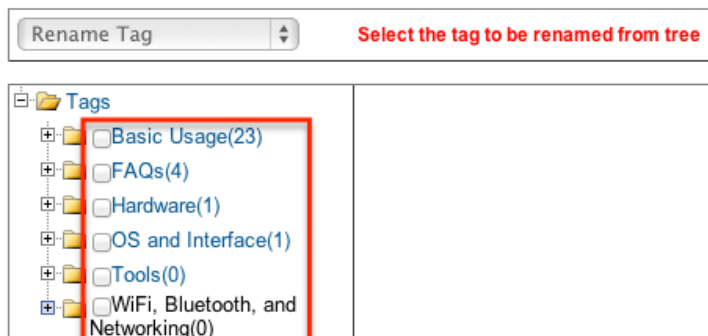 Rename Tag
Select the tag to be renamed from tree
Tags
Basic Usage(23)
FAQs(4)
Hardware(1)
OS and Interface(1)
Tools(0)
WiFi, Bluetooth, and
Networking(0)